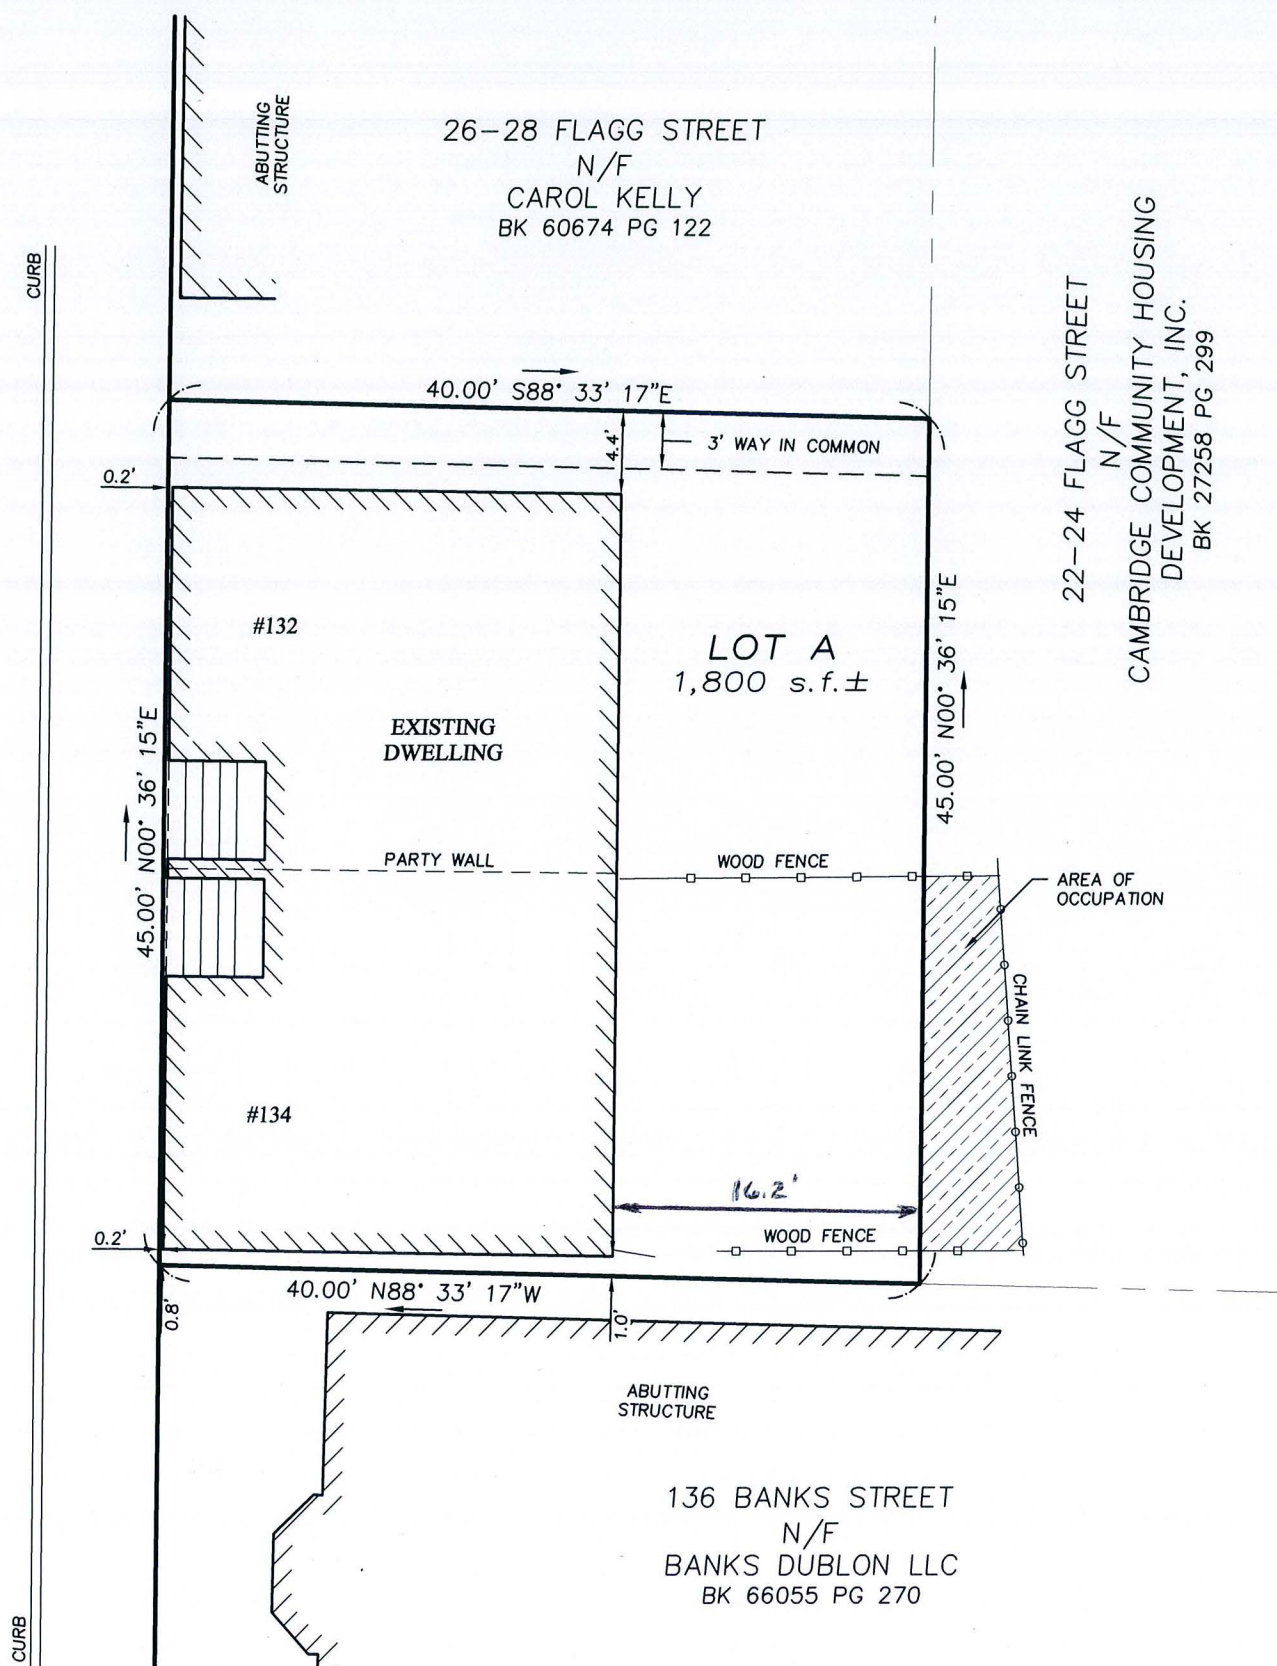 ABUTTING
STRUCTURE
26-28 FLAGG STREET
N/F
CAROL KELLY
BK 60674 PG 122
CURB
22-24 FLAGG STREET
N/F
CAMBRIDGE COMMUNITY HOUSING
DEVELOPMENT, INC.
BK 27258 PG 299
40.00' S88° 33' 17"E
4.4'
3' WAY IN COMMON
0.2'
#132
LOT A
1,800 s.f.±
45.00' N00° 36' 15"E
EXISTING
DWELLING
45.00' N00° 36' 15"E
PARTY WALL
WOOD FENCE
AREA OF
OCCUPATION
CHAIN LINK FENCE
#134
16.2'
0.2'
WOOD FENCE
40.00' N88° 33' 17"W
0.8'
1.0'
ABUTTING
STRUCTURE
136 BANKS STREET
N/F
BANKS DUBLON LLC
BK 66055 PG 270
CURB